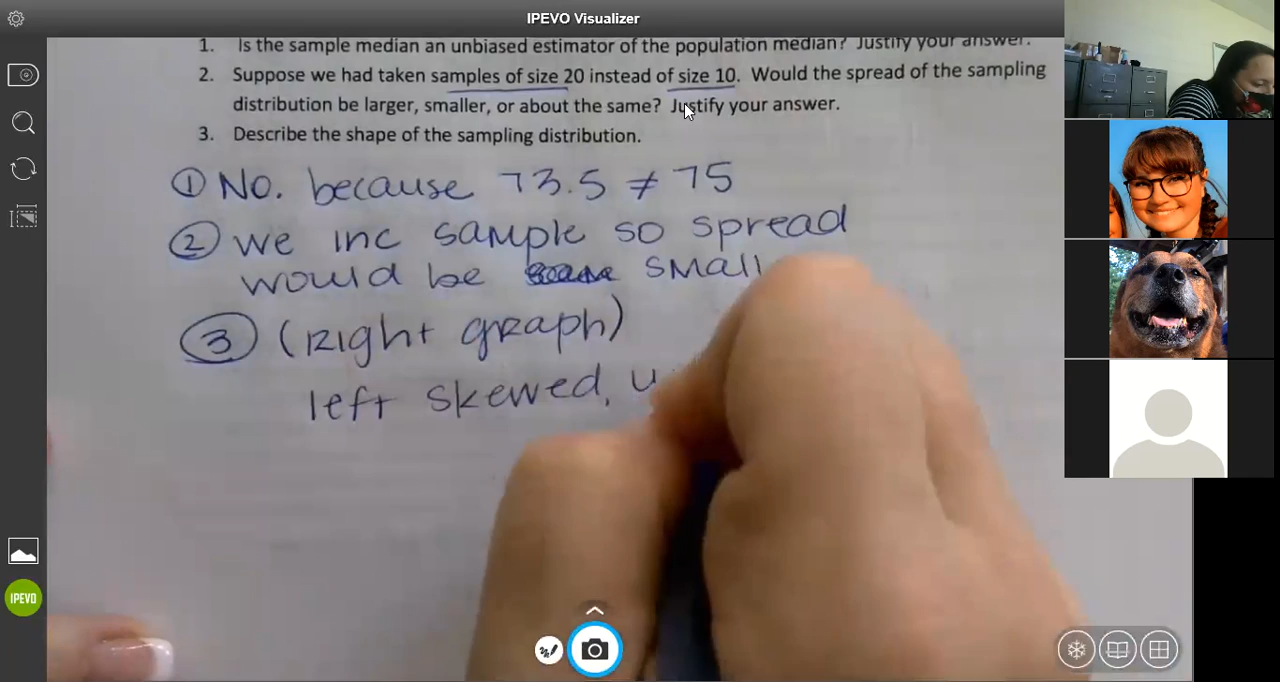 IPEVO Visualizer
1. Is the sample median an unbiased estimator of the population median? Justify your answer.
2. Suppose we had taken samples of size 20 instead of size 10. Would the spread of the sampling
distribution be larger, smaller, or about the same? Justify your answer.
3. Describe the shape of the sampling distribution.
① No. because 73.5 ≠ 75
② we inc sample so spread
would be small
③ (right graph)
left skewed, u
IPEVO